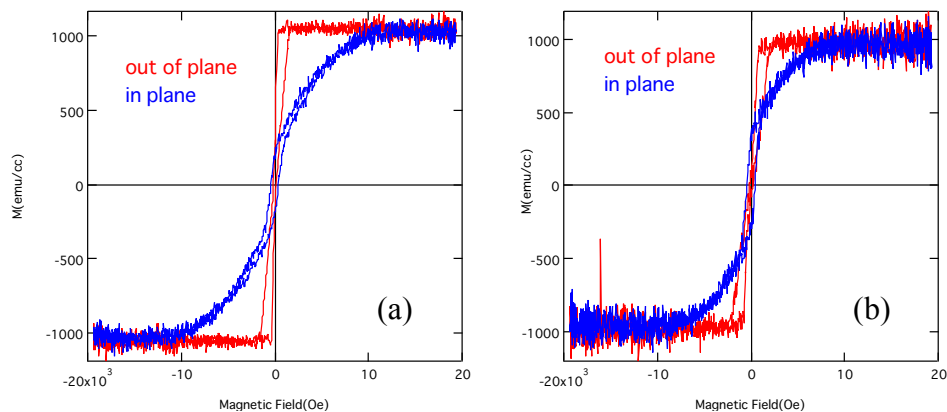 1000
out of plane
in plane
500
0
-500
-1000
(a)
-20x10³
-10
0
10
20
Magnetic Field(Oe)
M(emu/cc)
1000
out of plane
in plane
500
0
-500
-1000
(b)
-20x10³
-10
0
10
20
Magnetic Field(Oe)
M(emu/cc)